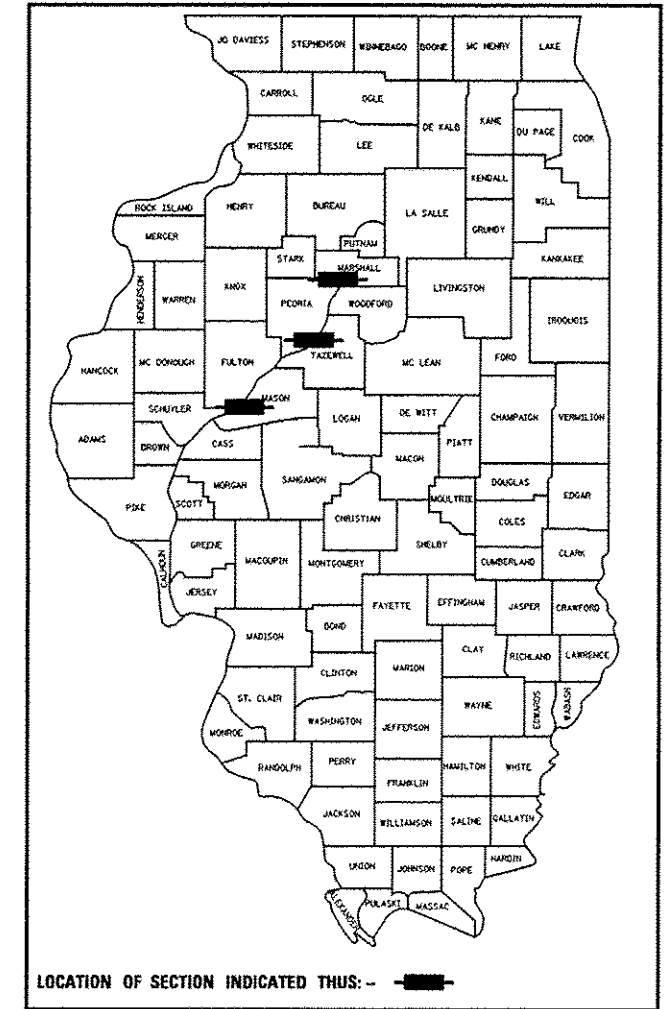 JO DAVIESS STEPHENSON WINNEBAGO BOONE MC HENRY LAKE
CARROLL OGLE DE KALB KANE DU PAGE COOK
WHITESIDE LEE KENDALL WILL
ROCK ISLAND HENRY BUREAU LA SALLE GRUNDY
MERCER PUTNAM KANKAKEE
HENDERSON WARREN KNOX STARK MARSHALL LIVINGSTON
PEORIA WOODFORD IROQUOIS
HANCOCK MC DONOUGH FULTON TAZEWELL MC LEAN FORD
SCHUYLER MASON LOGAN DE WITT CHAMPAIGN VERMILION
ADAMS BROWN CASS PIATT
MACON
PIKE SCOTT MORGAN SANGAMON MOULTRIE DOUGLAS EDGAR
CHRISTIAN COLES
CALHOUN GREENE MACOUPIN MONTGOMERY SHELBY CUMBERLAND CLARK
JERSEY FAYETTE EFFINGHAM JASPER CRAWFORD
MADISON BOND
CLAY RICHLAND LAWRENCE
CLINTON MARION
ST. CLAIR WAYNE EDWARDS WABASH
WASHINGTON JEFFERSON
MONROE
RANDOLPH PERRY HAMILTON WHITE
FRANKLIN
JACKSON WILLIAMSON SALINE GALLATIN
UNION JOHNSON POPE HARDIN
ALEXANDER PULASKI MASSAC
LOCATION OF SECTION INDICATED THUS: -